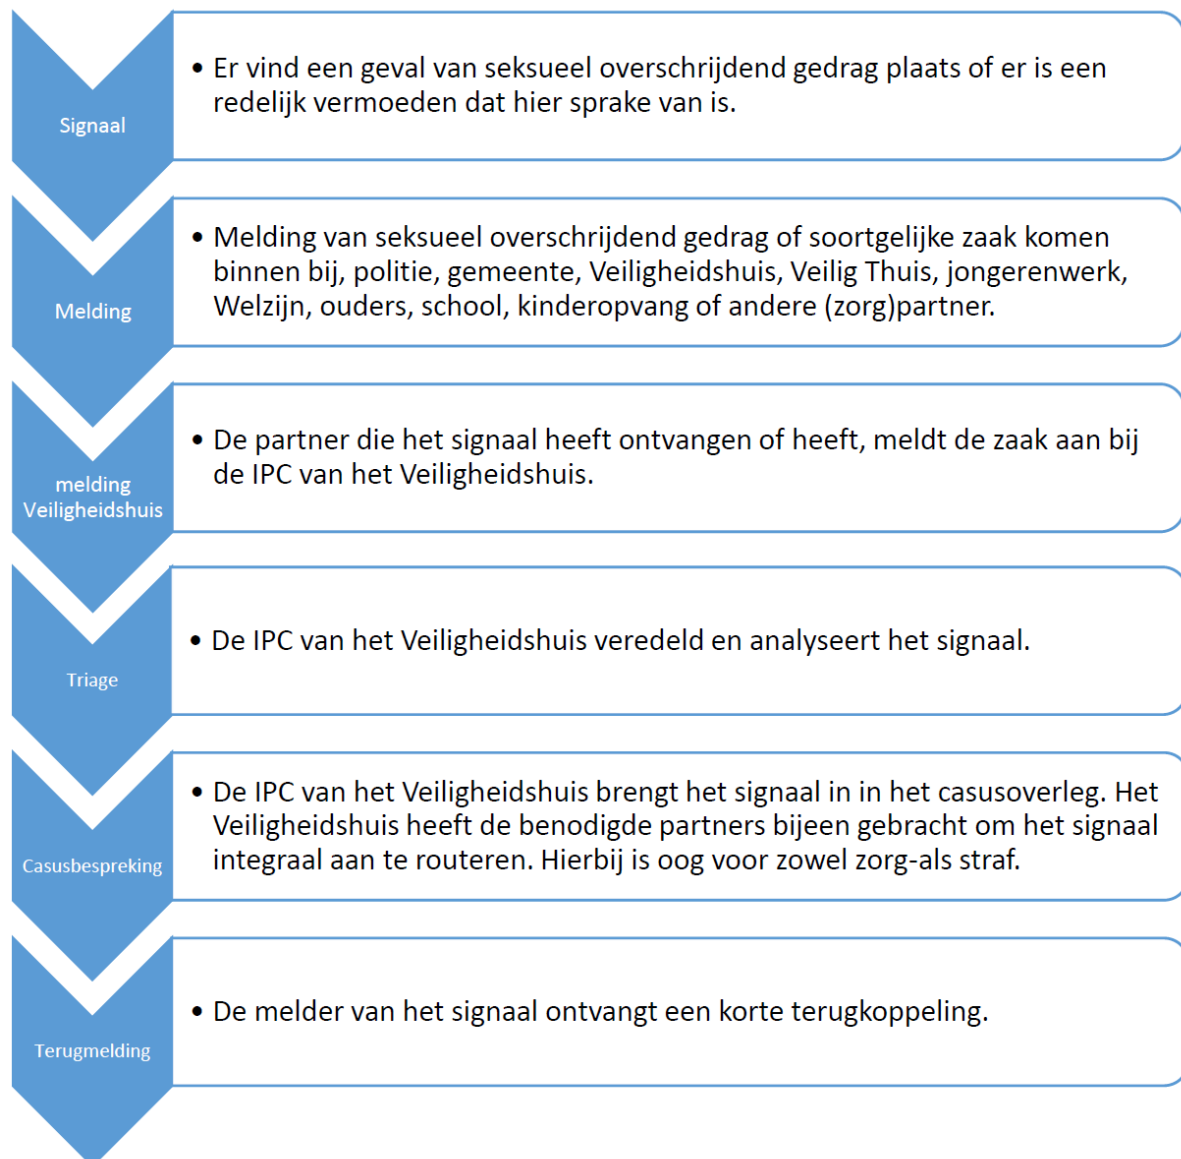 Signaal
• Er vind een geval van seksueel overschrijdend gedrag plaats of er is een
redelijk vermoeden dat hier sprake van is.
Melding
• Melding van seksueel overschrijdend gedrag of soortgelijke zaak komen
binnen bij, politie, gemeente, Veiligheidshuis, Veilig Thuis, jongerenwerk,
Welzijn, ouders, school, kinderopvang of andere (zorg)partner.
melding
Veiligheidshuis
• De partner die het signaal heeft ontvangen of heeft, meldt de zaak aan bij
de IPC van het Veiligheidshuis.
Triage
• De IPC van het Veiligheidshuis veredeld en analyseert het signaal.
Casusbespreking
• De IPC van het Veiligheidshuis brengt het signaal in in het casusoverleg. Het
Veiligheidshuis heeft de benodigde partners bijeen gebracht om het signaal
integraal aan te routeren. Hierbij is oog voor zowel zorg-als straf.
Terugmelding
• De melder van het signaal ontvangt een korte terugkoppeling.